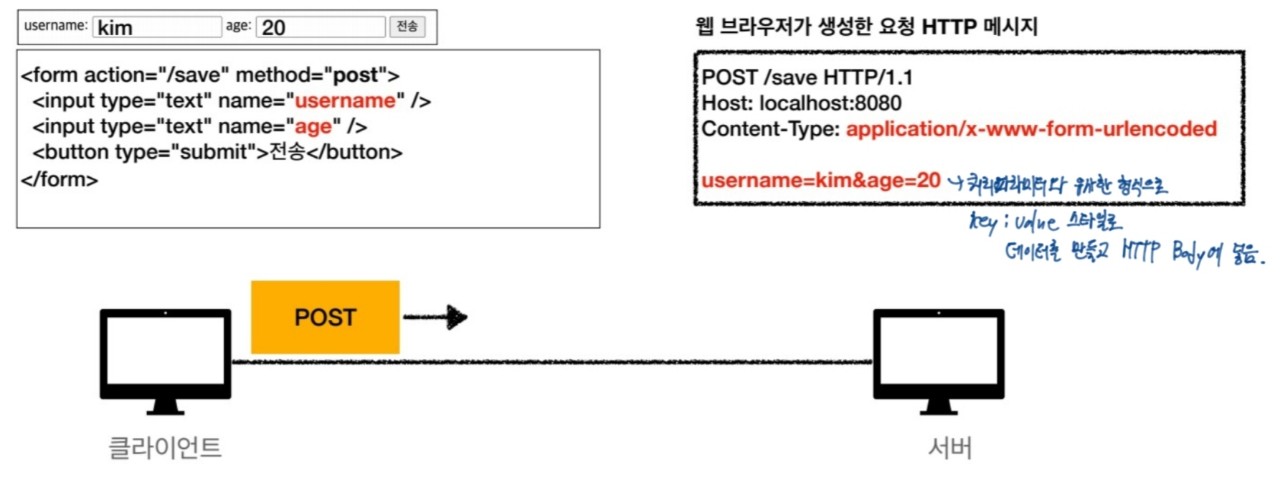 username: kim age: 20 전송
<form action="/save" method="post">
<input type="text" name="username" />
<input type="text" name="age" />
<button type="submit">전송</button>
</form>
웹 브라우저가 생성한 요청 HTTP 메시지
POST /save HTTP/1.1
Host: localhost:8080
Content-Type: application/x-www-form-urlencoded
username=kim&age=20 → 쿼리파라미터와 유사한 형식으로
key : value 스타일로
데이터를 만들고 HTTP Body에 넣음.
POST
클라이언트
서버